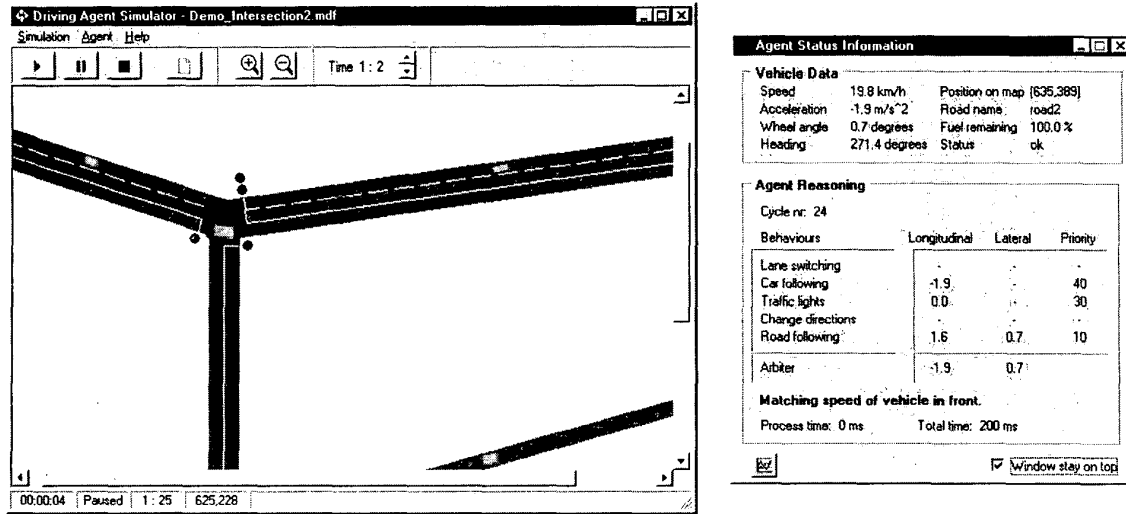 Driving Agent Simulator - Demo_Intersection2.mdf
Simulation Agent Help
Time 1 : 2
00:00:04 Paused 1 : 25 625,228
Agent Status Information
Vehicle Data
Speed 19.8 km/h Position on map [635,389]
Acceleration -1.9 m/s^2 Road name road2
Wheel angle 0.7 degrees Fuel remaining 100.0 %
Heading 271.4 degrees Status ok
Agent Reasoning
Cycle nr: 24
Behaviours Longitudinal Lateral Priority
Lane switching - - -
Car following -1.9 - 40
Traffic lights 0.0 - 30
Change directions - - -
Road following 1.6 0.7 10
Arbiter -1.9 0.7
Matching speed of vehicle in front.
Process time: 0 ms Total time: 200 ms
Window stay on top